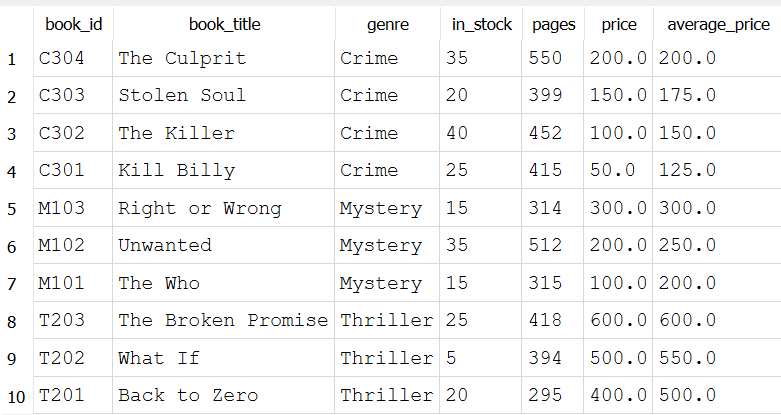 book_id book_title genre in_stock pages price average_price
1 C304 The Culprit Crime 35 550 200.0 200.0
2 C303 Stolen Soul Crime 20 399 150.0 175.0
3 C302 The Killer Crime 40 452 100.0 150.0
4 C301 Kill Billy Crime 25 415 50.0 125.0
5 M103 Right or Wrong Mystery 15 314 300.0 300.0
6 M102 Unwanted Mystery 35 512 200.0 250.0
7 M101 The Who Mystery 15 315 100.0 200.0
8 T203 The Broken Promise Thriller 25 418 600.0 600.0
9 T202 What If Thriller 5 394 500.0 550.0
10 T201 Back to Zero Thriller 20 295 400.0 500.0